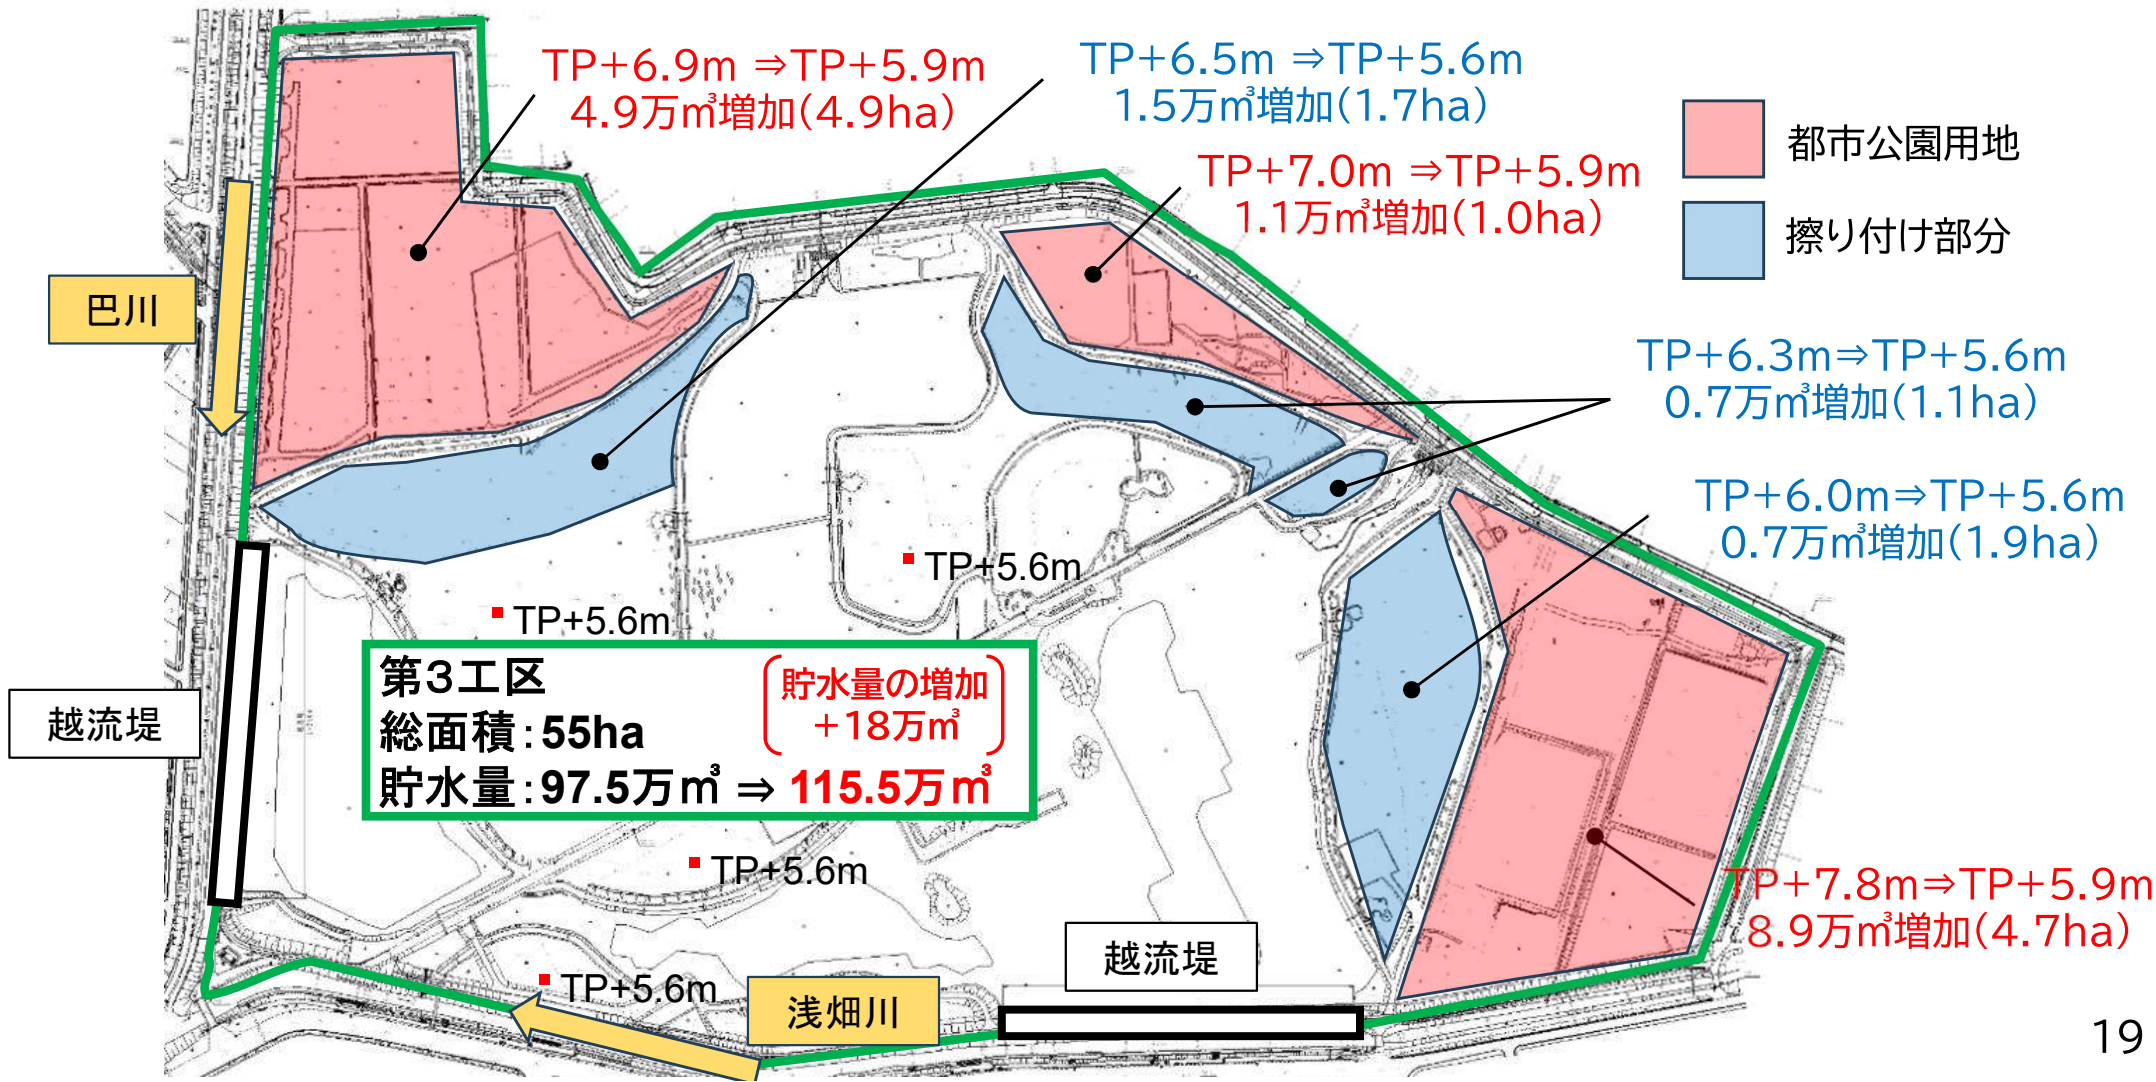 TP+6.9m ⇒TP+5.9m
4.9万㎥増加(4.9ha)
TP+6.5m ⇒TP+5.6m
1.5万㎥増加(1.7ha)
TP+7.0m ⇒TP+5.9m
1.1万㎥増加(1.0ha)
都市公園用地
擦り付け部分
巴川
TP+6.3m⇒TP+5.6m
0.7万㎥増加(1.1ha)
TP+6.0m⇒TP+5.6m
0.7万㎥増加(1.9ha)
TP+5.6m
TP+5.6m
第3工区
総面積:55ha
貯水量の増加
+18万㎥
貯水量:97.5万㎥ ⇒ 115.5万㎥
越流堤
TP+5.6m
TP+7.8m⇒TP+5.9m
8.9万㎥増加(4.7ha)
越流堤
TP+5.6m
浅畑川
19